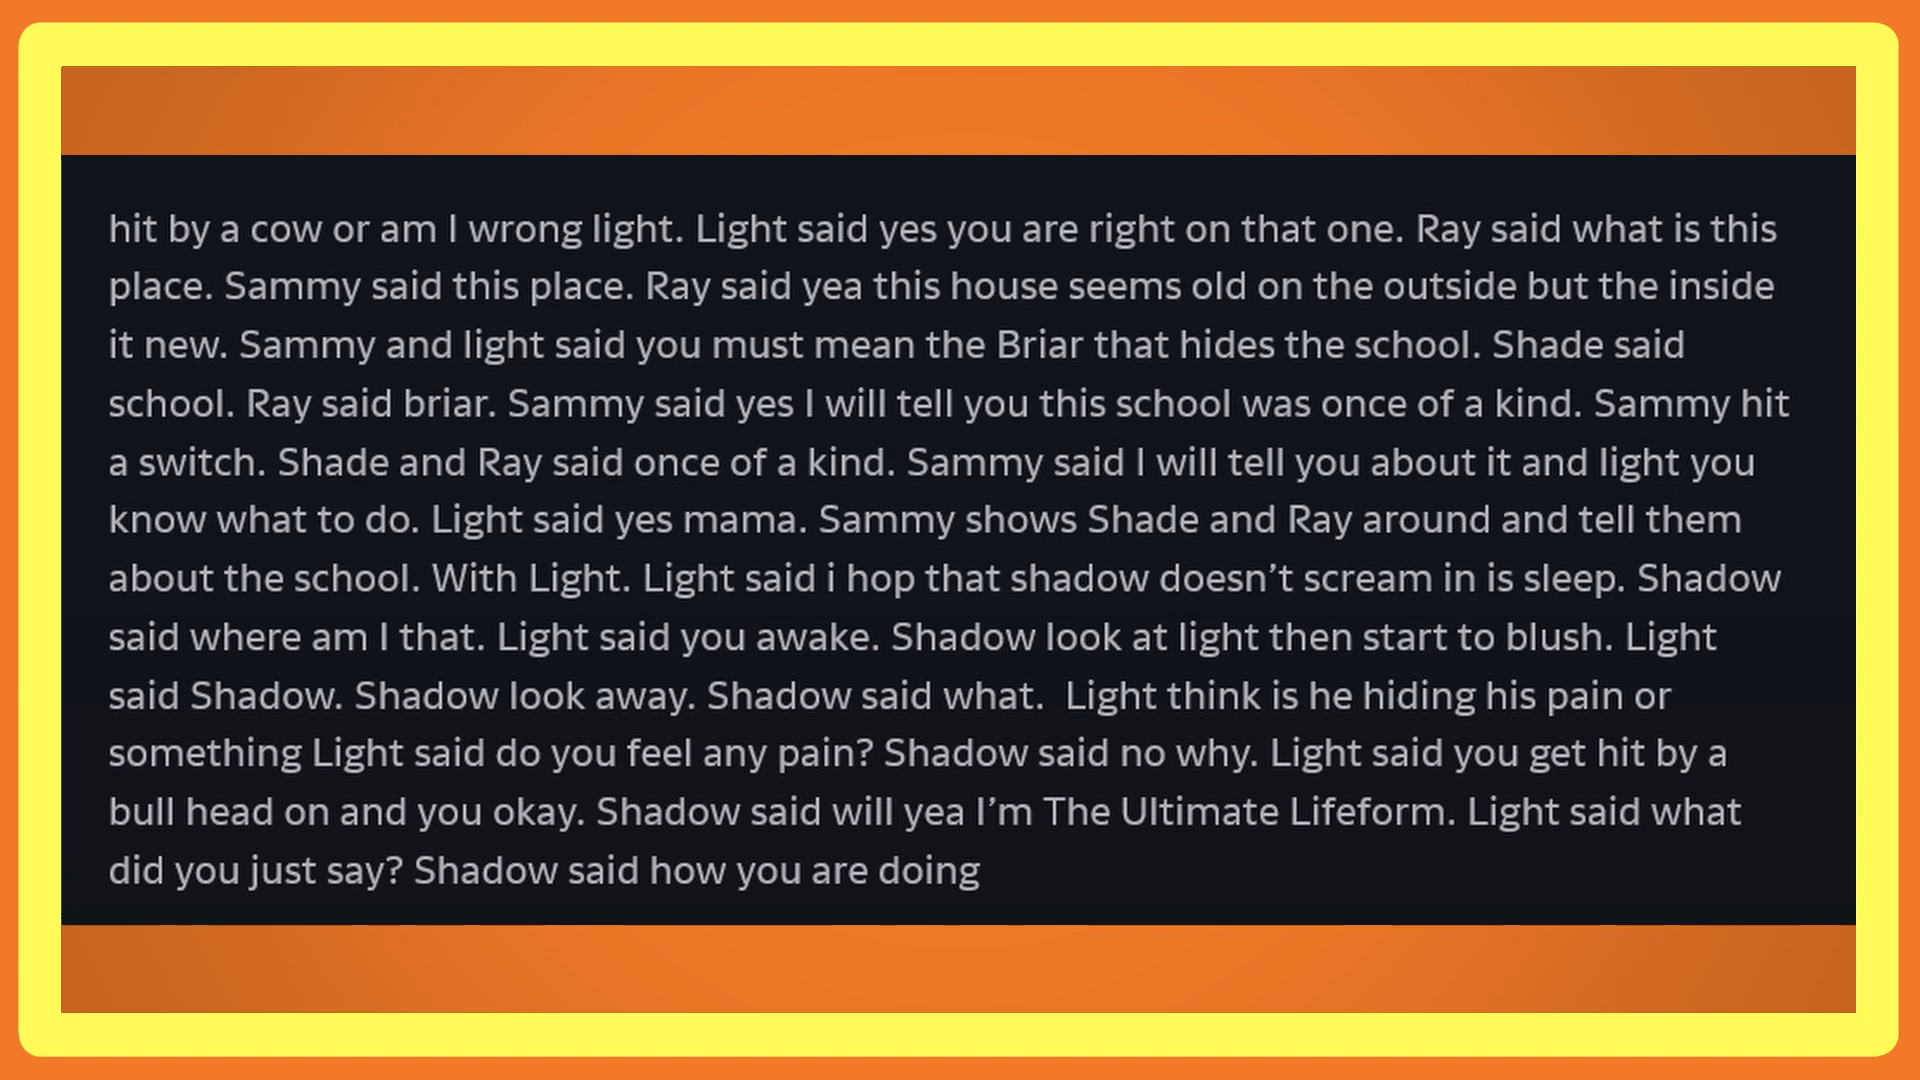 hit by a cow or am I wrong light. Light said yes you are right on that one. Ray said what is this
place. Sammy said this place. Ray said yea this house seems old on the outside but the inside
it new. Sammy and light said you must mean the Briar that hides the school. Shade said
school. Ray said briar. Sammy said yes I will tell you this school was once of a kind. Sammy hit
a switch. Shade and Ray said once of a kind. Sammy said I will tell you about it and light you
know what to do. Light said yes mama. Sammy shows Shade and Ray around and tell them
about the school. With Light. Light said i hop that shadow doesn’t scream in is sleep. Shadow
said where am I that. Light said you awake. Shadow look at light then start to blush. Light
said Shadow. Shadow look away. Shadow said what.  Light think is he hiding his pain or
something Light said do you feel any pain? Shadow said no why. Light said you get hit by a
bull head on and you okay. Shadow said will yea I’m The Ultimate Lifeform. Light said what
did you just say? Shadow said how you are doing